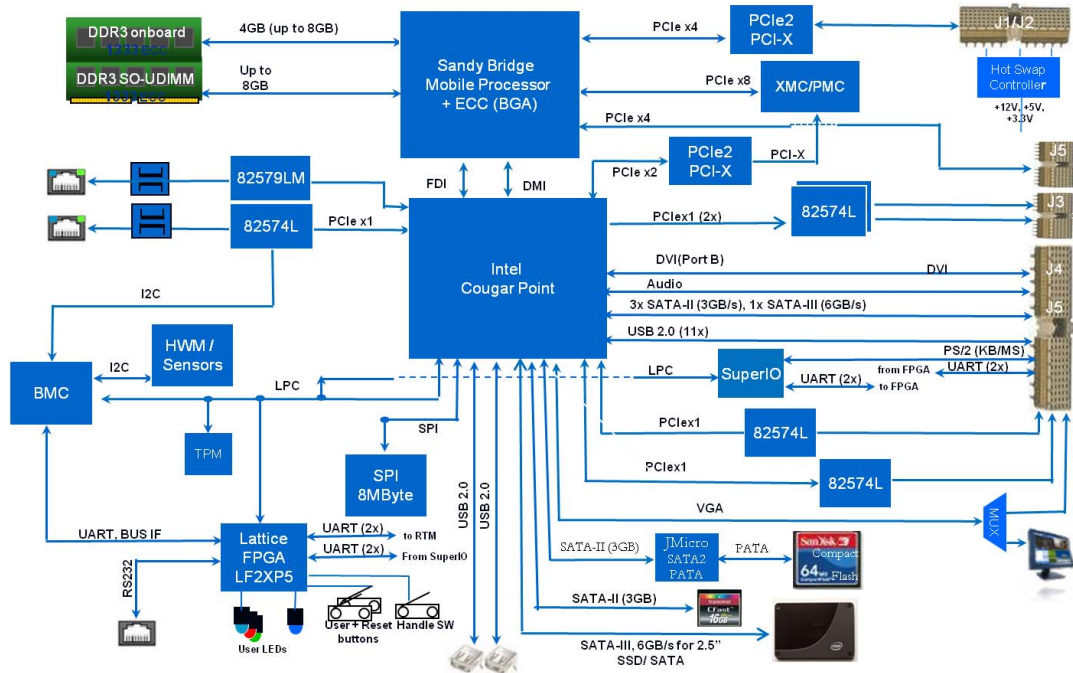 DDR3 onboard
4GB (up to 8GB)
DDR3 SO-UDIMM
Up to
8GB
Sandy Bridge
Mobile Processor
+ ECC (BGA)
PCIe x4
PCIe2
PCI-X
J1/J2
Hot Swap
Controller
+12V, +5V,
+3.3V
PCIe x8
XMC/PMC
PCIe x4
PCIe x2
PCIe2
PCI-X
PCI-X
J5
J3
82579LM
82574L
PCIe x1
FDI
DMI
PCIex1 (2x)
82574L
Intel
Cougar Point
DVI(Port B)
DVI
J4
Audio
3x SATA-II (3GB/s), 1x SATA-III (6GB/s)
J5
USB 2.0 (11x)
I2C
HWM /
Sensors
I2C
BMC
LPC
LPC
SuperIO
PS/2 (KB/MS)
from FPGA
UART (2x)
UART (2x)
to FPGA
TPM
SPI
SPI
8MByte
USB 2.0
USB 2.0
PCIex1
82574L
PCIex1
82574L
VGA
MUX
UART, BUS IF
Lattice
FPGA
LF2XP5
UART (2x)
to RTM
UART (2x)
From SuperIO
RS232
User LEDs
User + Reset
buttons
Handle SW
SATA-II (3GB)
JMicro
SATA2
PATA
PATA
SanDisk
Compact
64MB
Flash
SATA-II (3GB)
Transcend
CFast
16GB
SATA-III, 6GB/s for 2.5”
SSD/ SATA
intel